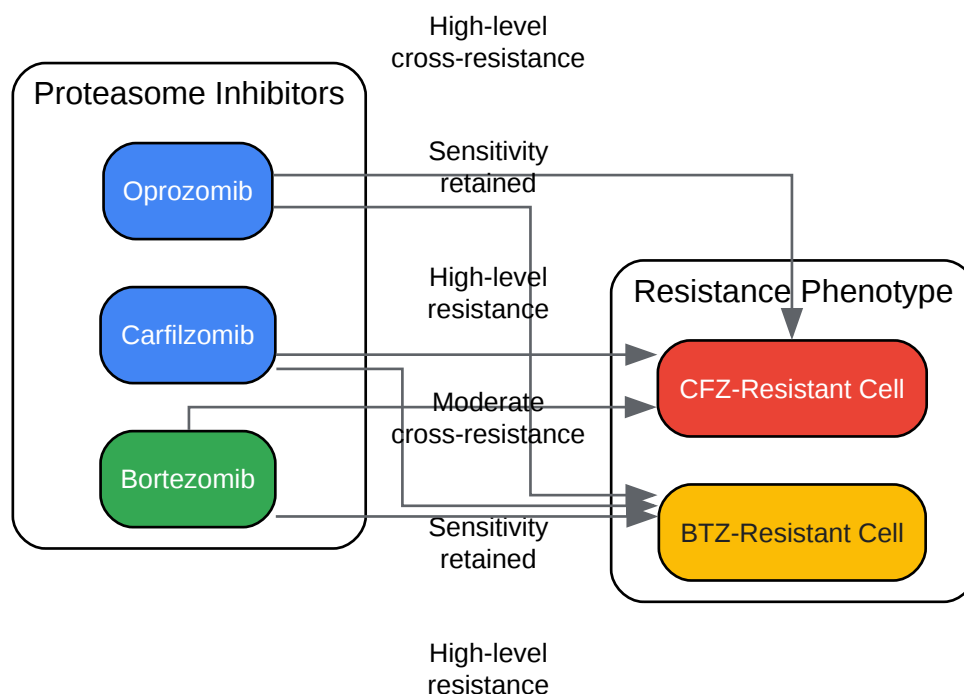 High-level
cross-resistance
Proteasome Inhibitors
Oprozomib
Sensitivity
retained
High-level
resistance
Carfilzomib
Resistance Phenotype
CFZ-Resistant Cell
Moderate
cross-resistance
Bortezomib
BTZ-Resistant Cell
Sensitivity
retained
High-level
resistance